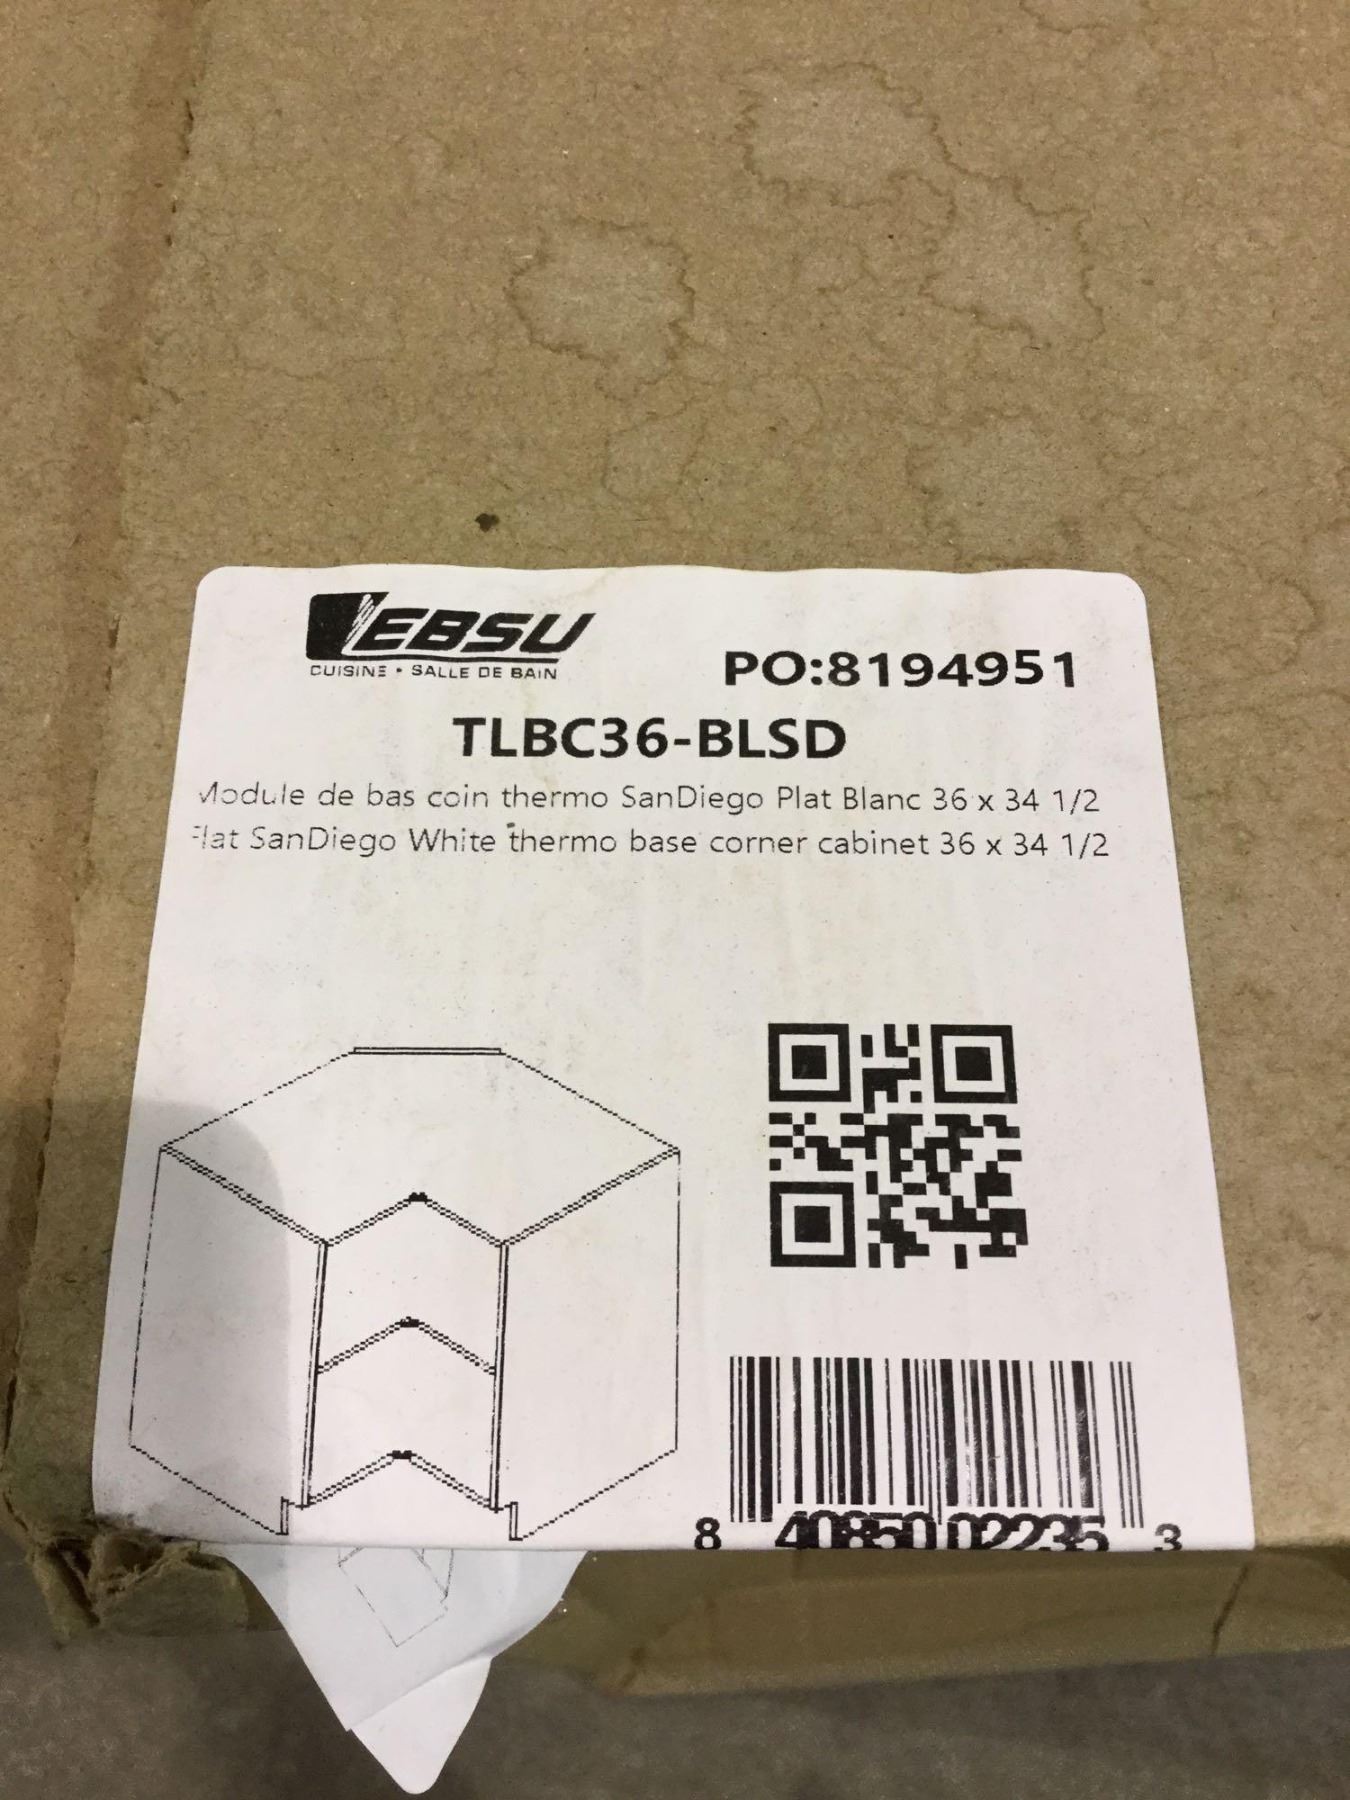 EBSU
CUISINE • SALLE DE BAIN
PO:8194951
TLBC36-BLSD
Module de bas coin thermo SanDiego Plat Blanc 36 x 34 1/2
Flat SanDiego White thermo base corner cabinet 36 x 34 1/2
8 40850 02235 3